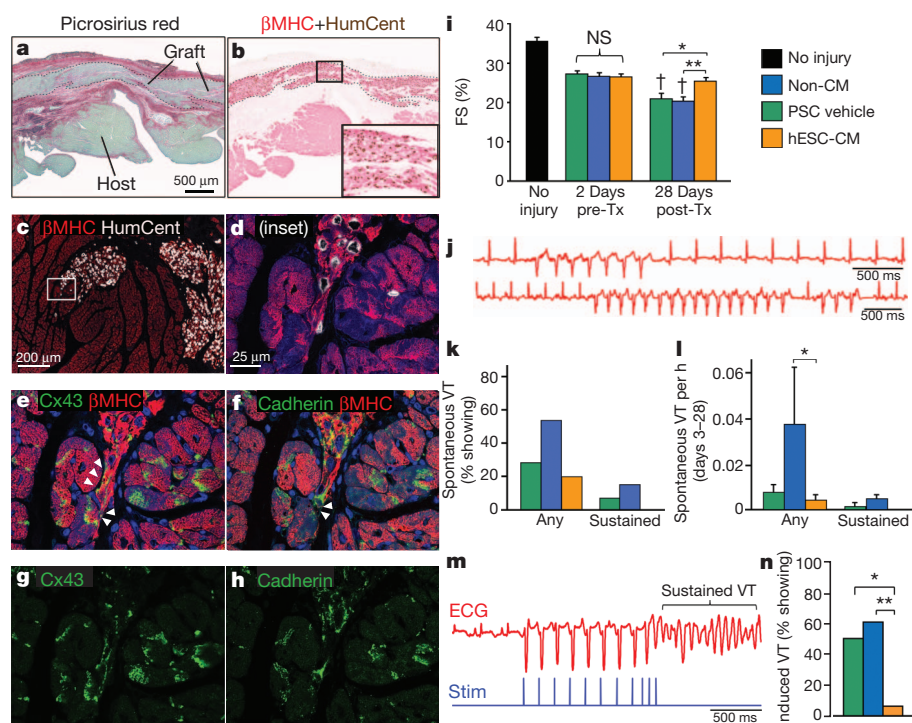 Picrosirius red
a
Graft
Host
500 µm
βMHC+HumCent
b
c
βMHC HumCent
200 µm
d
(inset)
25 µm
e
Cx43 βMHC
f
Cadherin βMHC
g
Cx43
h
Cadherin
i
FS (%)
40
30
20
10
0
NS
*
**
† †
No injury
2 Days pre-Tx
28 Days post-Tx
No injury
Non-CM
PSC vehicle
hESC-CM
j
500 ms
500 ms
k
Spontaneous VT
(% showing)
80
60
40
20
0
Any
Sustained
l
Spontaneous VT per h
(days 3–28)
0.06
0.04
0.02
0
*
Any
Sustained
m
ECG
Sustained VT
Stim
500 ms
n
nduced VT (% showing)
100
80
60
40
20
0
*
**